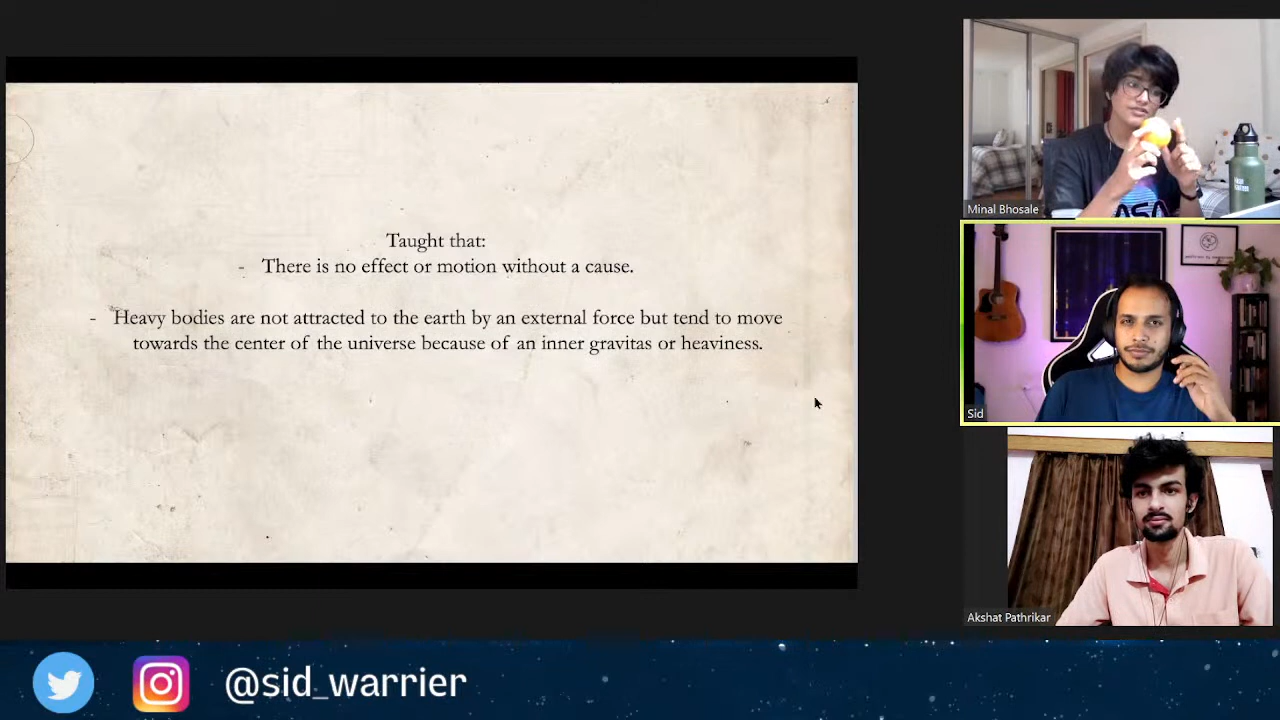 Taught that:
- There is no effect or motion without a cause.
- Heavy bodies are not attracted to the earth by an external force but tend to move
towards the center of the universe because of an inner gravitas or heaviness.
Minal Bhosale
Sid
Akshat Pathrikar
@sid_warrier